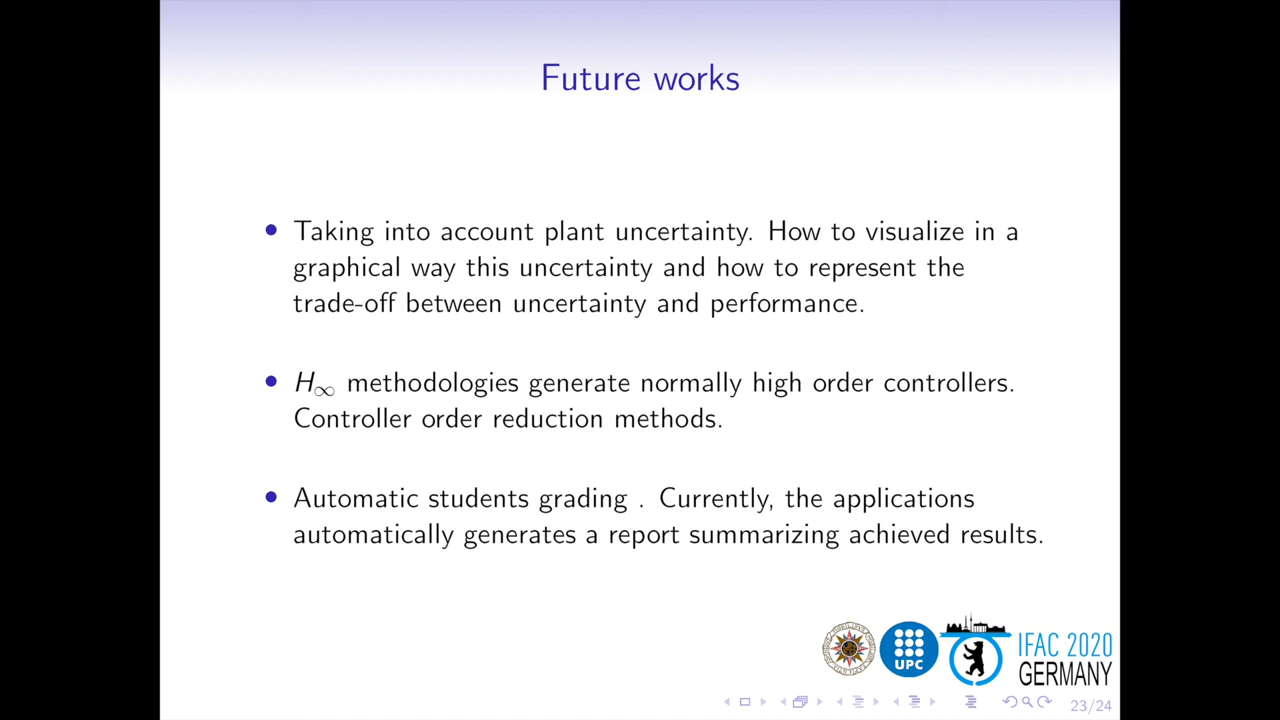 Future works
• Taking into account plant uncertainty. How to visualize in a
graphical way this uncertainty and how to represent the
trade-off between uncertainty and performance.
• H∞ methodologies generate normally high order controllers.
Controller order reduction methods.
• Automatic students grading . Currently, the applications
automatically generates a report summarizing achieved results.
UPC
IFAC 2020
GERMANY
23/24